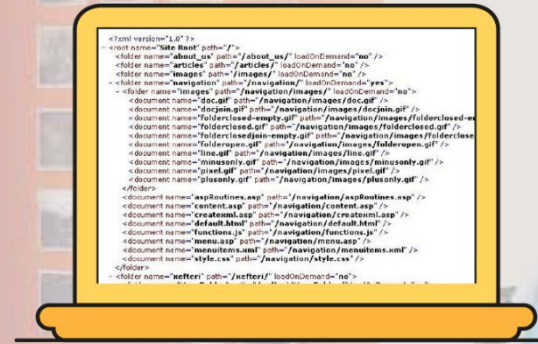 <?xml version="1.0" ?>
- <root name="Site Root" path="/">
<folder name="about_us" path="/about_us/" loadOnDemand="no" />
<folder name="articles" path="/articles/" loadOnDemand="no" />
<folder name="images" path="/images/" loadOnDemand="no" />
- <folder name="navigation" path="/navigation/" loadOnDemand="yes">
- <folder name="images" path="/navigation/images/" loadOnDemand="no">
<document name="doc.gif" path="/navigation/images/doc.gif" />
<document name="docjoin.gif" path="/navigation/images/docjoin.gif" />
<document name="folderclosed-empty.gif" path="/navigation/images/folderclosed-en
<document name="folderclosed.gif" path="/navigation/images/folderclosed.gif" />
<document name="folderclosedjoin-empty.gif" path="/navigation/images/folderclose
<document name="folderopen.gif" path="/navigation/images/folderopen.gif" />
<document name="line.gif" path="/navigation/images/line.gif" />
<document name="minusonly.gif" path="/navigation/images/minusonly.gif" />
<document name="pixel.gif" path="/navigation/images/pixel.gif" />
<document name="plusonly.gif" path="/navigation/images/plusonly.gif" />
</folder>
<document name="aspRoutines.asp" path="/navigation/aspRoutines.asp" />
<document name="content.asp" path="/navigation/content.asp" />
<document name="createxml.asp" path="/navigation/createxml.asp" />
<document name="default.html" path="/navigation/default.html" />
<document name="functions.js" path="/navigation/functions.js" />
<document name="menu.asp" path="/navigation/menu.asp" />
<document name="menuitems.xml" path="/navigation/menuitems.xml" />
<document name="style.css" path="/navigation/style.css" />
</folder>
- <folder name="xefteri" path="/xefteri/" loadOnDemand="no">